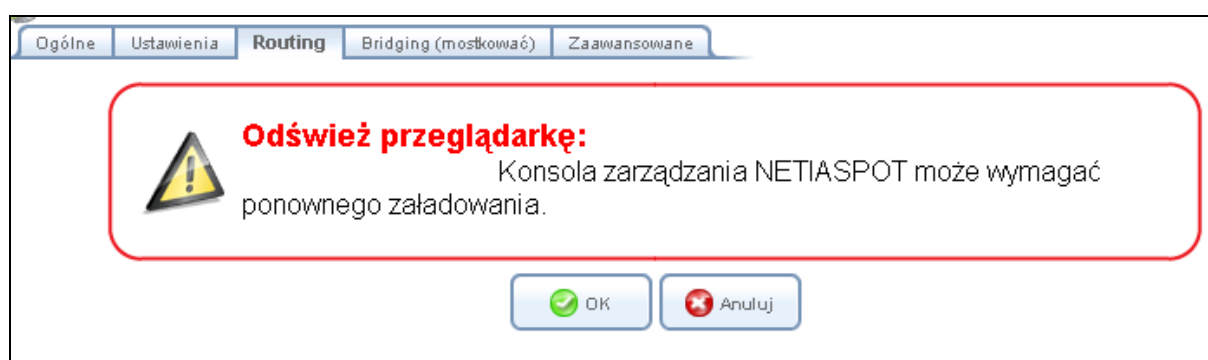 Ogólne Ustawienia Routing Bridging (mostkować) Zaawansowane
Odśwież przeglądarkę:
Konsola zarządzania NETIASPOT może wymagać
ponownego załadowania.
OK Anuluj